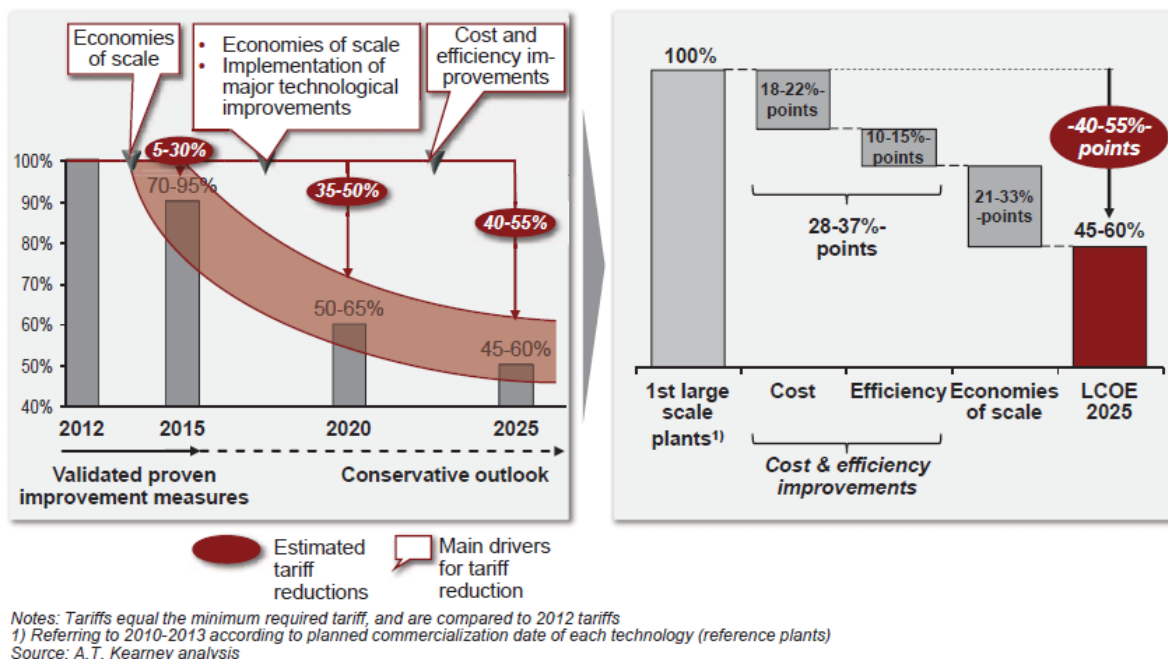 Economies
of scale
• Economies of scale
• Implementation of
major technological
improvements
Cost and
efficiency im-
provements
100%
90%
80%
70%
60%
50%
40%
5-30%
70-95%
35-50%
50-65%
40-55%
45-60%
2012
2015
2020
2025
Validated proven
improvement measures
Conservative outlook
100%
18-22%-
points
10-15%-
points
28-37%-
points
21-33%
-points
-40-55%-
points
45-60%
1st large
scale
plants1)
Cost
Efficiency
Economies
of scale
LCOE
2025
Cost & efficiency
improvements
Estimated
tariff
reductions
Main drivers
for tariff
reduction
Notes: Tariffs equal the minimum required tariff, and are compared to 2012 tariffs
1) Referring to 2010-2013 according to planned commercialization date of each technology (reference plants)
Source: A.T. Kearney analysis